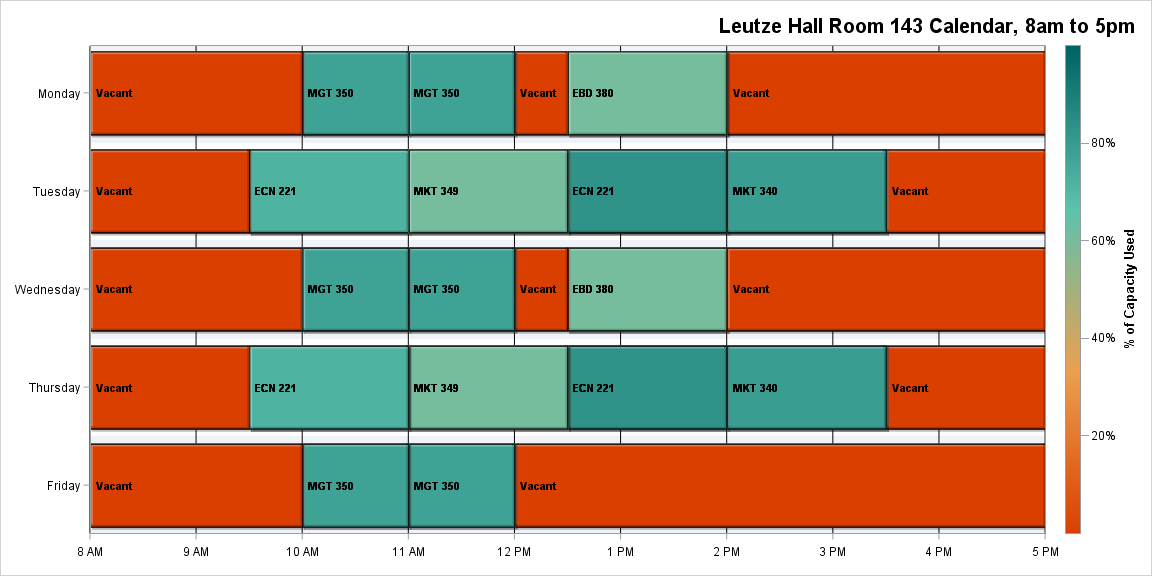 Leutze Hall Room 143 Calendar, 8am to 5pm
Monday
Vacant
MGT 350
MGT 350
Vacant
EBD 380
Vacant
Tuesday
Vacant
ECN 221
MKT 349
ECN 221
MKT 340
Vacant
Wednesday
Vacant
MGT 350
MGT 350
Vacant
EBD 380
Vacant
Thursday
Vacant
ECN 221
MKT 349
ECN 221
MKT 340
Vacant
Friday
Vacant
MGT 350
MGT 350
Vacant
8 AM
9 AM
10 AM
11 AM
12 PM
1 PM
2 PM
3 PM
4 PM
5 PM
80%
60%
40%
20%
% of Capacity Used